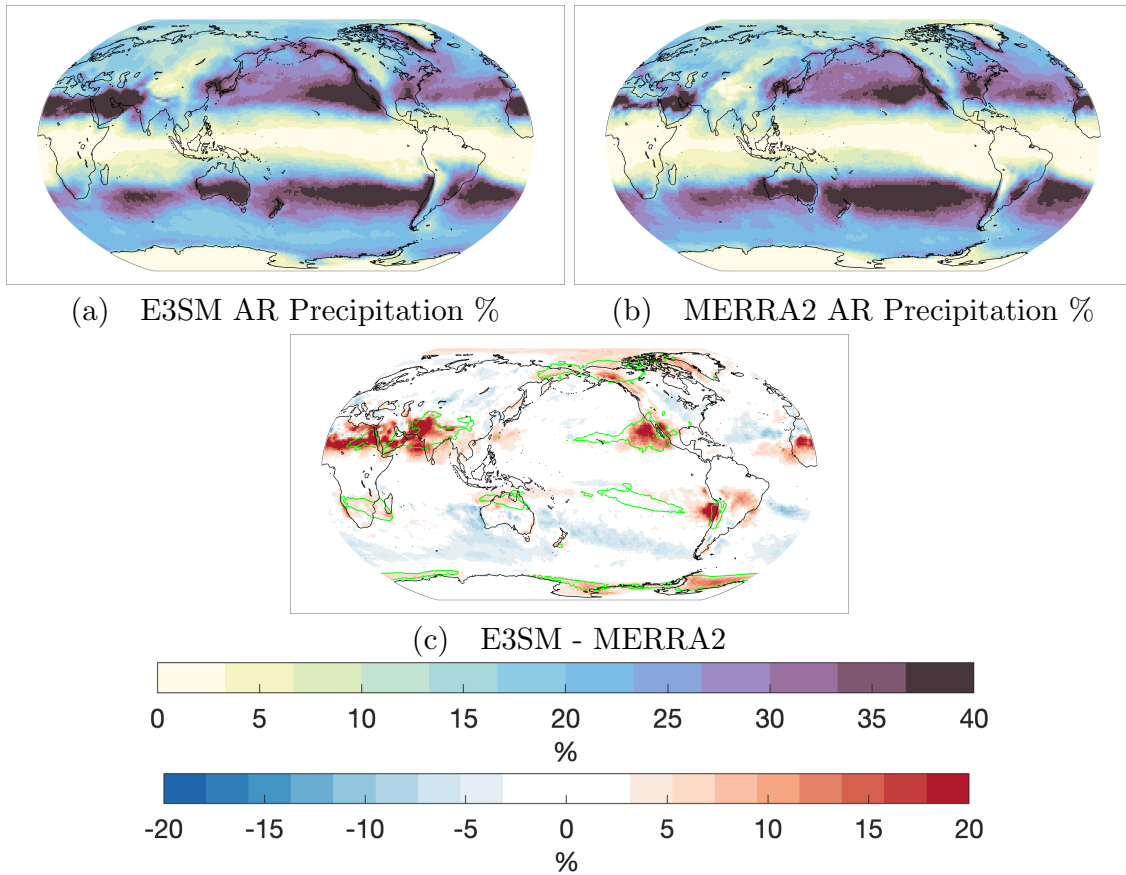 (a) E3SM AR Precipitation %
(b) MERRA2 AR Precipitation %
(c) E3SM - MERRA2
0 5 10 15 20 25 30 35 40
%
-20 -15 -10 -5 0 5 10 15 20
%